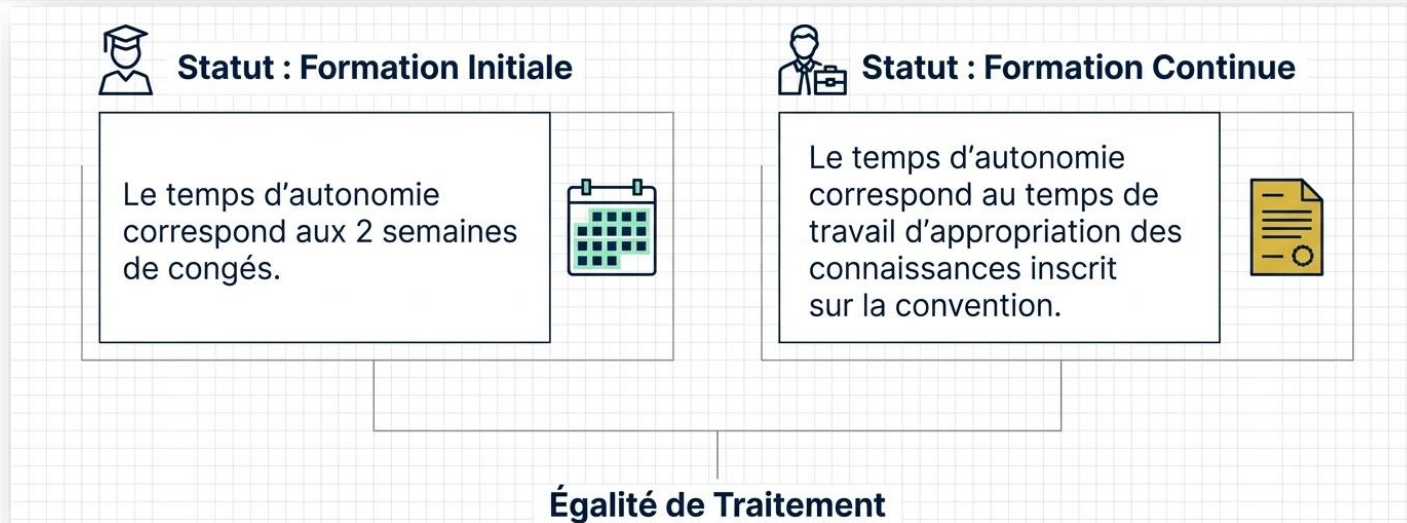 Statut : Formation Initiale
Le temps d’autonomie
correspond aux 2 semaines
de congés.
Statut : Formation Continue
Le temps d’autonomie
correspond au temps de
travail d’appropriation des
connaissances inscrit
sur la convention.
Égalité de Traitement